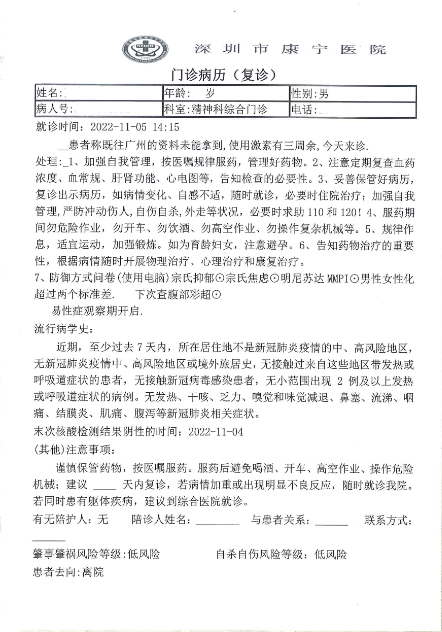 深圳市康宁医院
门诊病历（复诊）
姓名: 年龄: 岁 性别:男
病人号: 科室:精神科综合门诊 电话:
就诊时间: 2022-11-05 14:15
患者称既往广州的资料未能拿到,使用激素有三周余,今天来诊.
处理:_1、加强自我管理，按医嘱规律服药，管理好药物。2、注意定期复查血药
浓度、血常规、肝肾功能、心电图等，告知检查的必要性。3、妥善保管好病历，
复诊出示病历，如病情变化、自感不适，随时就诊，必要时住院治疗；加强自我
管理,严防冲动伤人,自伤自杀,外走等状况，必要时求助 110 和 120！4、服药期
间勿危险作业，勿开车、勿饮酒、勿高空作业、勿操作复杂机械等。5、规律作
息，适宜运动，加强锻炼。如为育龄妇女，注意避孕。6、告知药物治疗的重要
性，根据病情随时开展物理治疗、心理治疗和康复治疗。
7、防御方式问卷(使用电脑)宗氏抑郁⊙宗氏焦虑⊙明尼苏达 MMPI⊙男性女性化
超过两个标准差. 下次查腹部彩超⊙
易性症观察期开启.
流行病学史:
近期，至少过去 7 天内，所在居住地不是新冠肺炎疫情的中、高风险地区，
无新冠肺炎疫情中、高风险地区或境外旅居史，无接触过来自这些地区带发热或
呼吸道症状的患者，无接触新冠病毒感染患者，无小范围出现 2 例及以上发热
或呼吸道症状的病例。无发热、干咳、乏力、嗅觉和味觉减退、鼻塞、流涕、咽
痛、结膜炎、肌痛、腹泻等新冠肺炎相关症状。
末次核酸检测结果阴性的时间: 2022-11-04
(其他)注意事项:
谨慎保管药物，按医嘱服药。服药后避免喝酒、开车、高空作业、操作危险
机械；建议 ____ 天内复诊，若病情加重或出现明显不良反应，随时就诊我院。
若同时患有躯体疾病，建议到综合医院就诊。
有无陪护人: 无 陪诊人姓名:_______ 与患者关系:______ 联系方式:
______
肇事肇祸风险等级:低风险 自杀自伤风险等级: 低风险
患者去向:离院